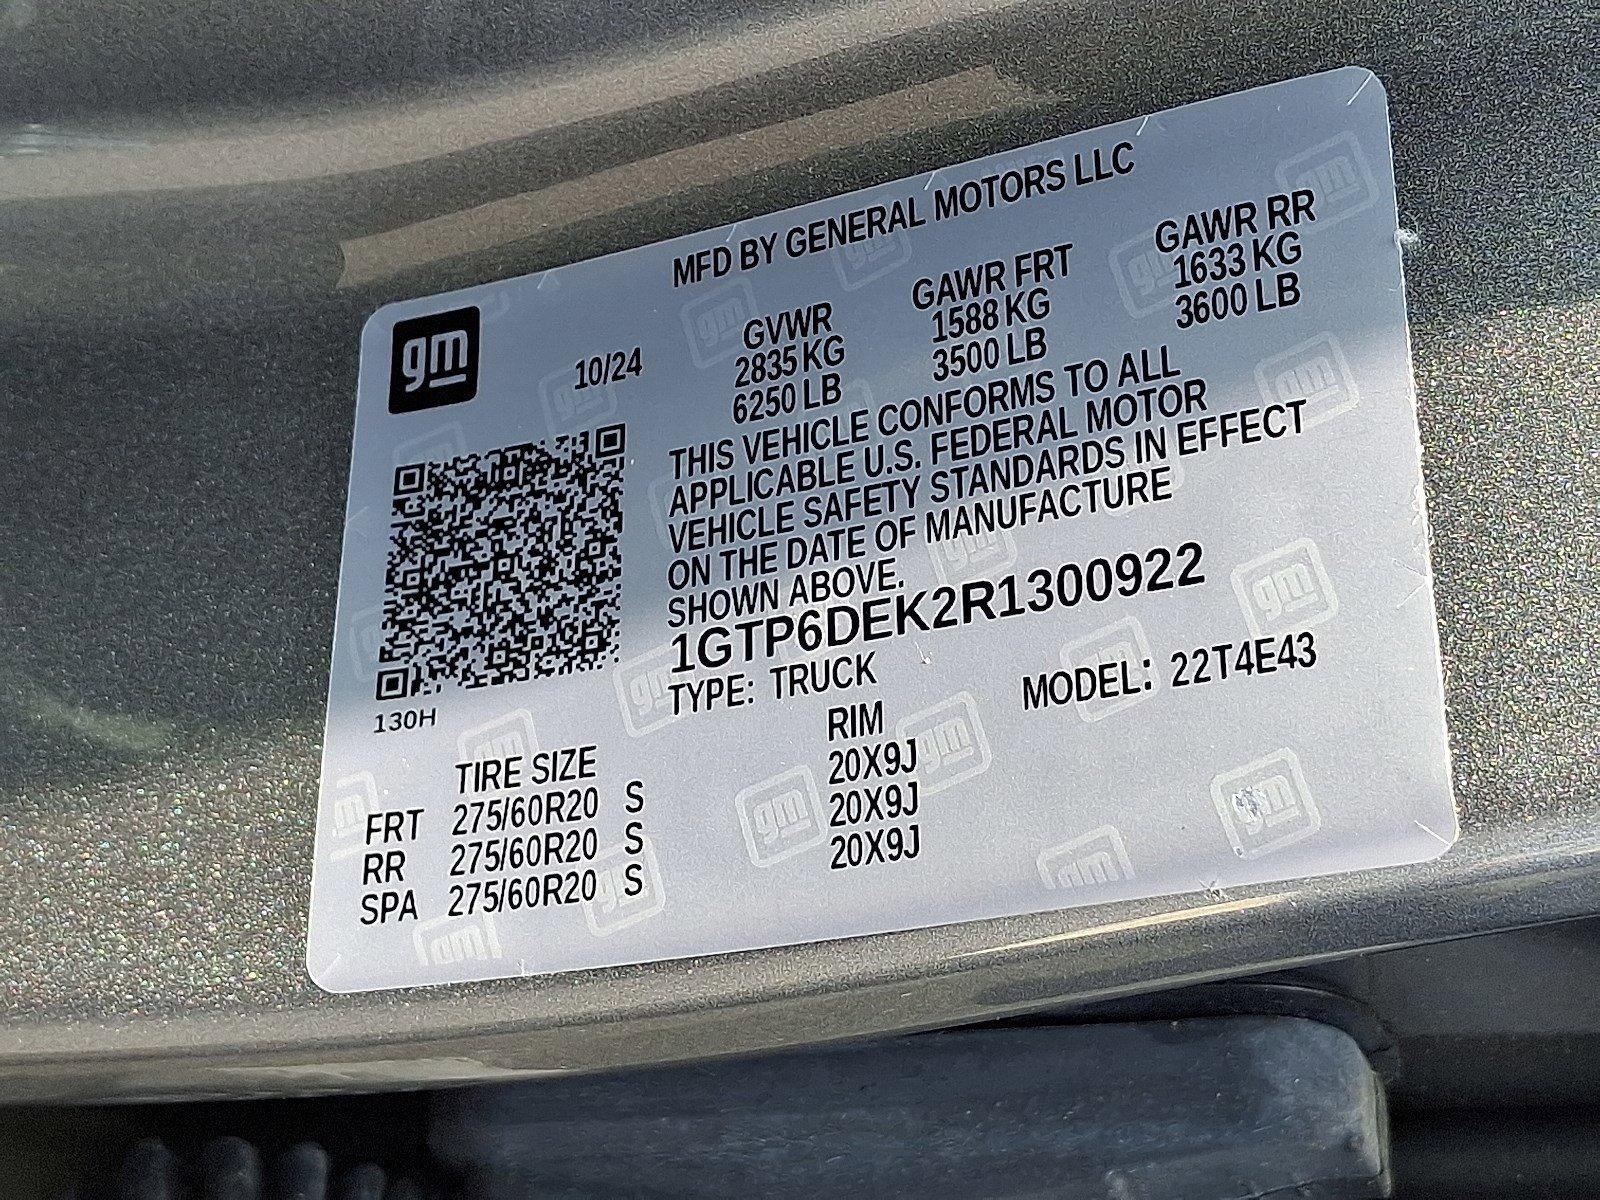 MFD BY GENERAL MOTORS LLC
gm
10/24
GVWR GAWR FRT GAWR RR
2835 KG 1588 KG 1633 KG
6250 LB 3500 LB 3600 LB
THIS VEHICLE CONFORMS TO ALL
APPLICABLE U.S. FEDERAL MOTOR
VEHICLE SAFETY STANDARDS IN EFFECT
ON THE DATE OF MANUFACTURE
SHOWN ABOVE.
1GTP6DEK2R1300922
TYPE: TRUCK MODEL: 22T4E43
130H
TIRE SIZE RIM
FRT 275/60R20 S 20X9J
RR 275/60R20 S 20X9J
SPA 275/60R20 S 20X9J